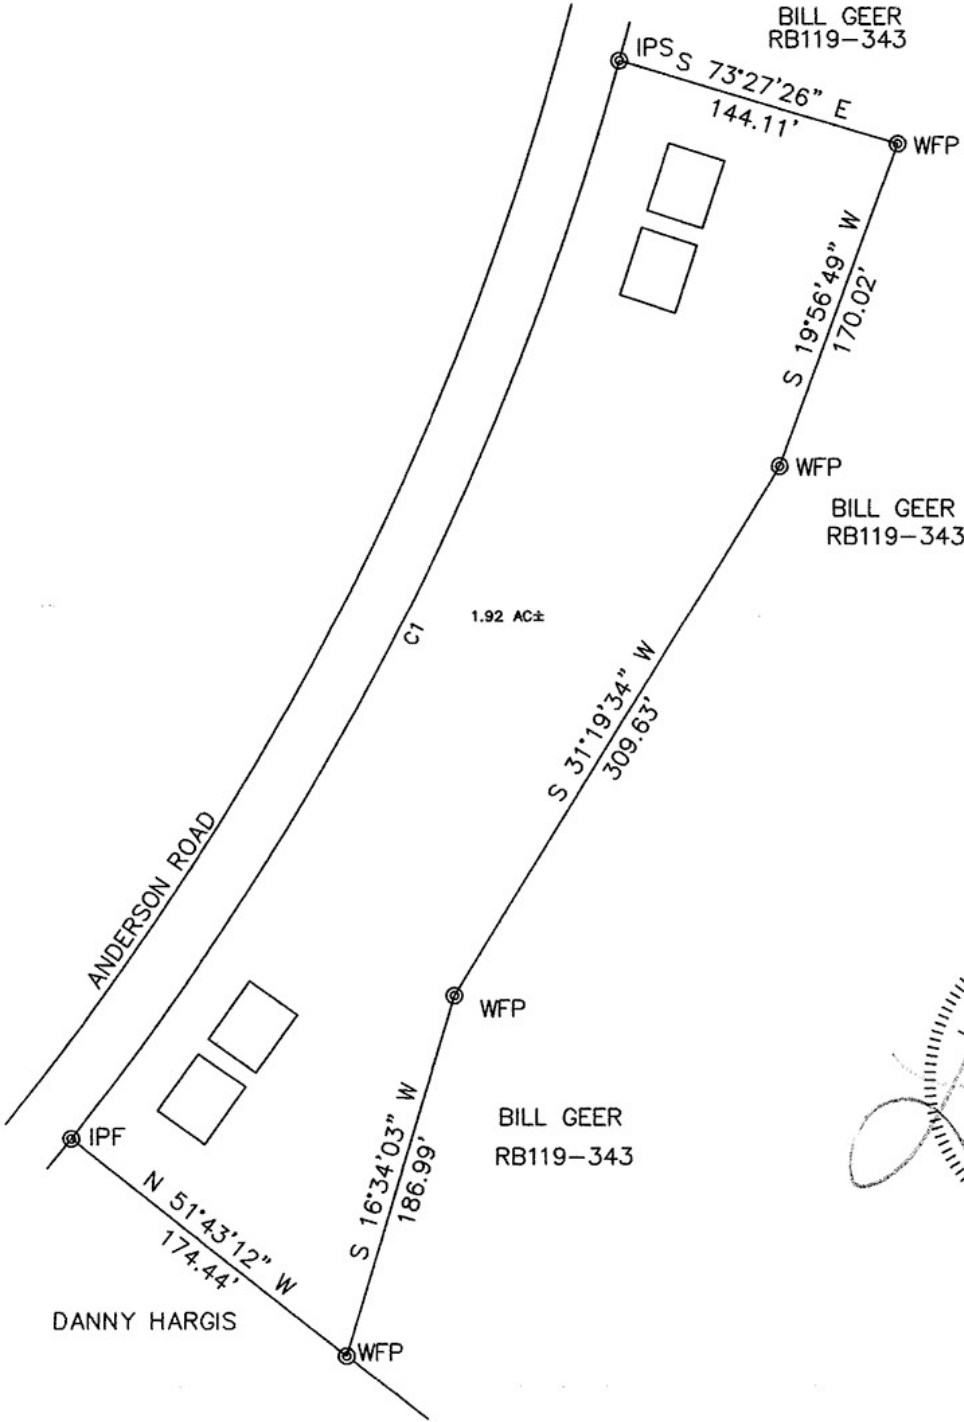 BILL GEER
RB119-343
IPS
S 73°27'26" E
144.11'
WFP
S 19°56'49" W
170.02'
WFP
BILL GEER
RB119-343
C1
1.92 AC±
S 31°19'34" W
309.63'
ANDERSON ROAD
WFP
BILL GEER
RB119-343
IPF
S 16°34'03" W
186.99'
N 51°43'12" W
174.44'
DANNY HARGIS
WFP